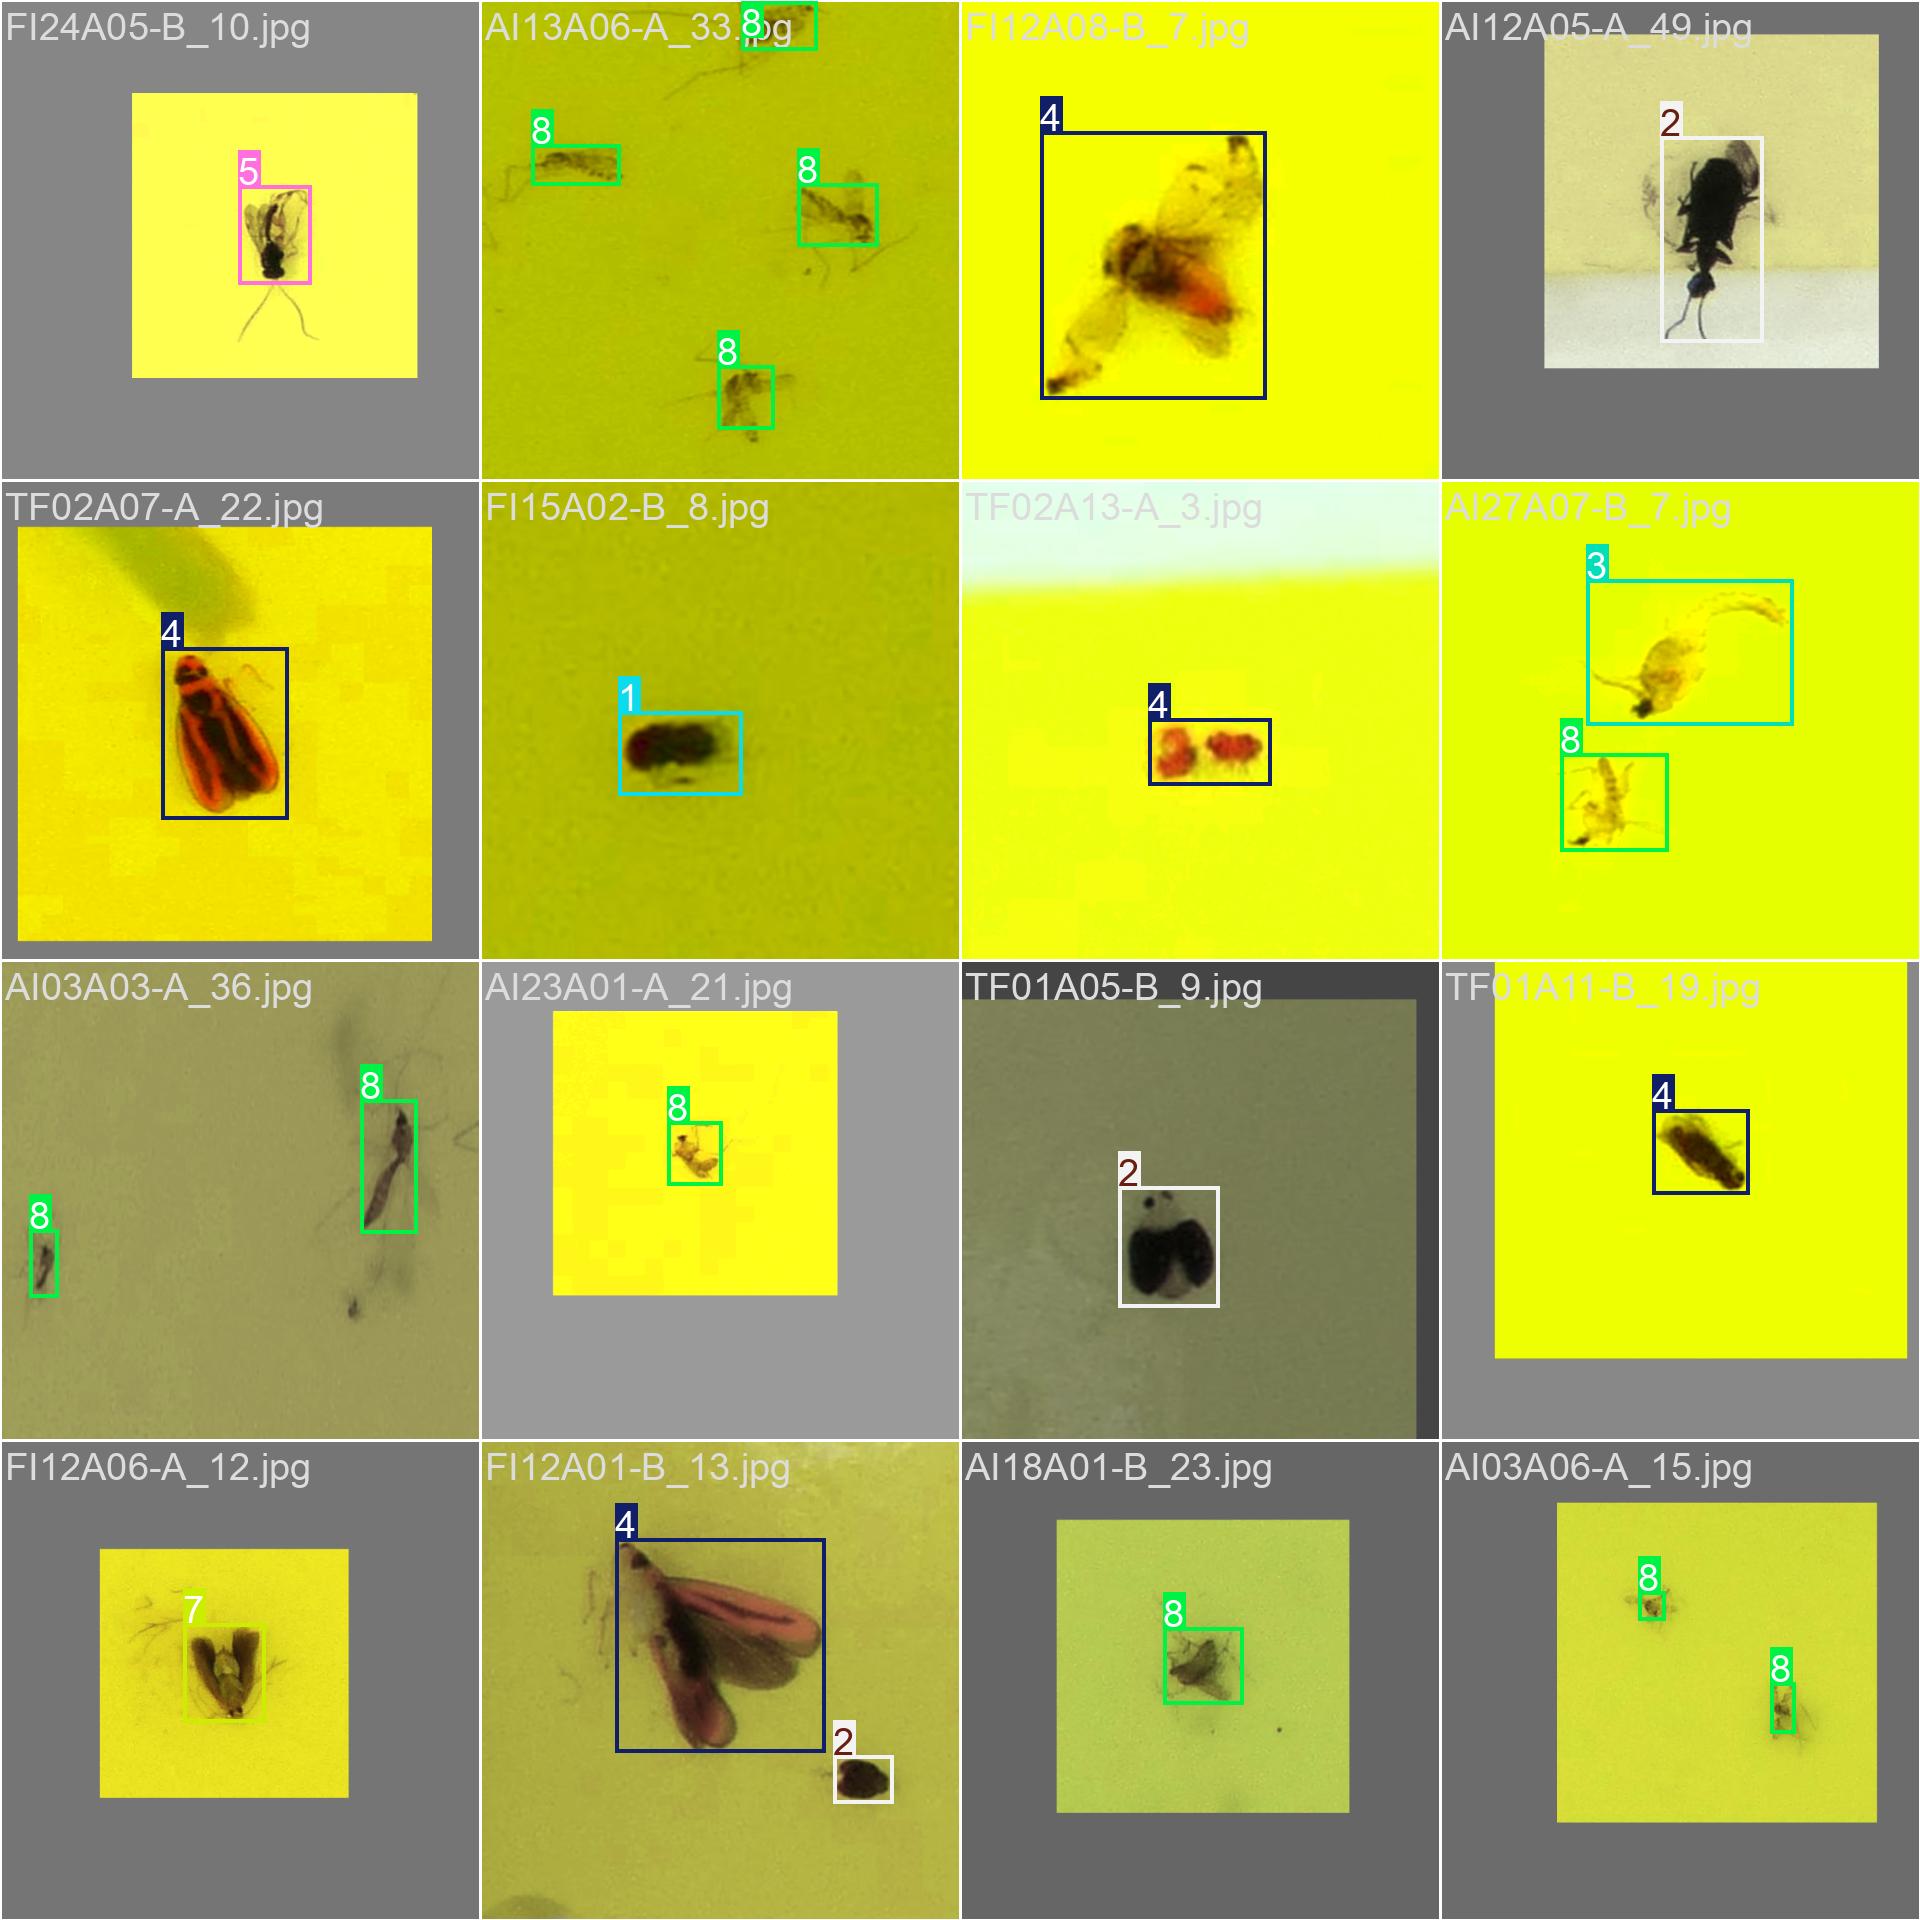 FI24A05-B_10.jpg
AI13A06-A_33.jpg
8
FI12A08-B_7.jpg
AI12A05-A_49.jpg
5
8
8
8
4
2
TF02A07-A_22.jpg
FI15A02-B_8.jpg
TF02A13-A_3.jpg
AI27A07-B_7.jpg
4
1
4
3
8
AI03A03-A_36.jpg
AI23A01-A_21.jpg
TF01A05-B_9.jpg
TF01A11-B_19.jpg
8
8
8
2
4
FI12A06-A_12.jpg
FI12A01-B_13.jpg
AI18A01-B_23.jpg
AI03A06-A_15.jpg
7
4
2
8
8
8